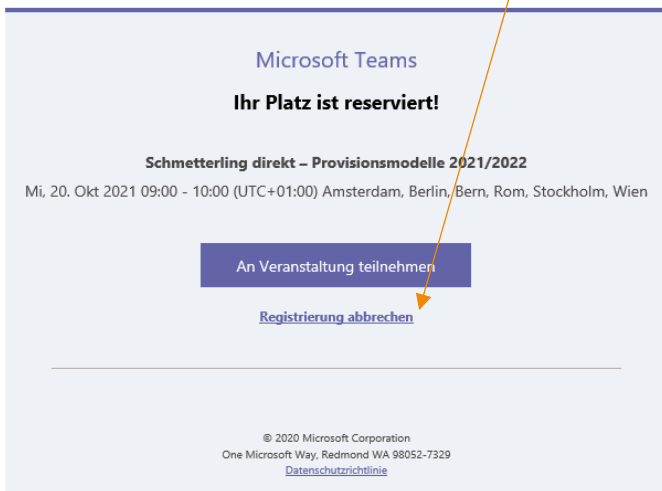 Microsoft Teams
Ihr Platz ist reserviert!
Schmetterling direkt – Provisionsmodelle 2021/2022
Mi, 20. Okt 2021 09:00 - 10:00 (UTC+01:00) Amsterdam, Berlin, Bern, Rom, Stockholm, Wien
An Veranstaltung teilnehmen
Registrierung abbrechen
© 2020 Microsoft Corporation
One Microsoft Way, Redmond WA 98052-7329
Datenschutzrichtlinie